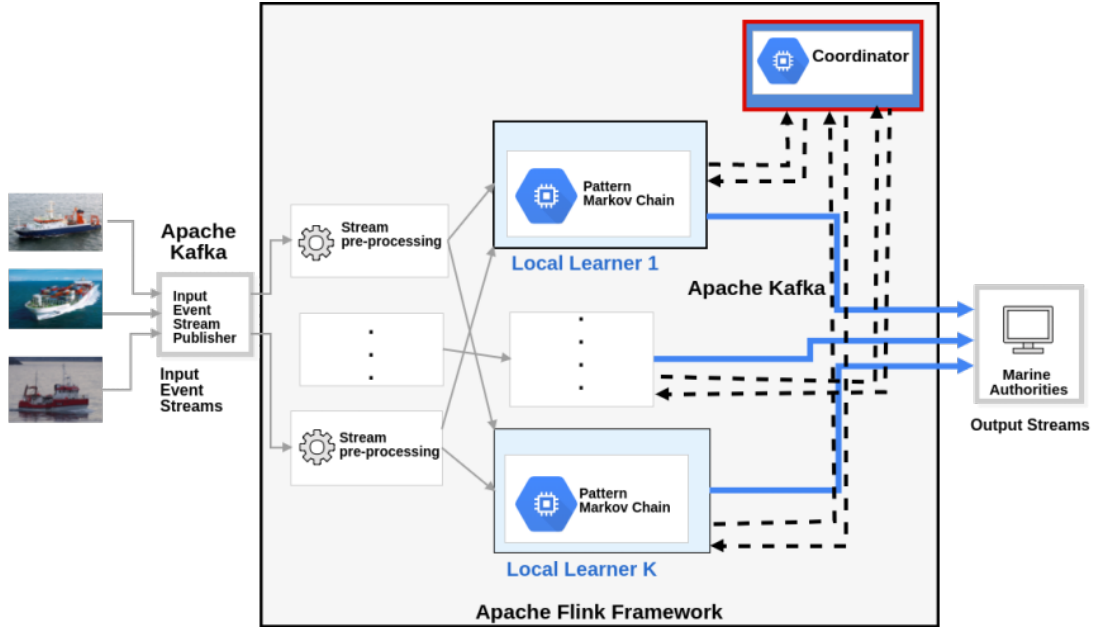 Coordinator
Pattern
Markov Chain
Local Learner 1
Stream
pre-processing
Apache
Kafka
Input
Event
Stream
Publisher
Input
Event
Streams
Apache Kafka
Stream
pre-processing
Marine
Authorities
Output Streams
Pattern
Markov Chain
Local Learner K
Apache Flink Framework